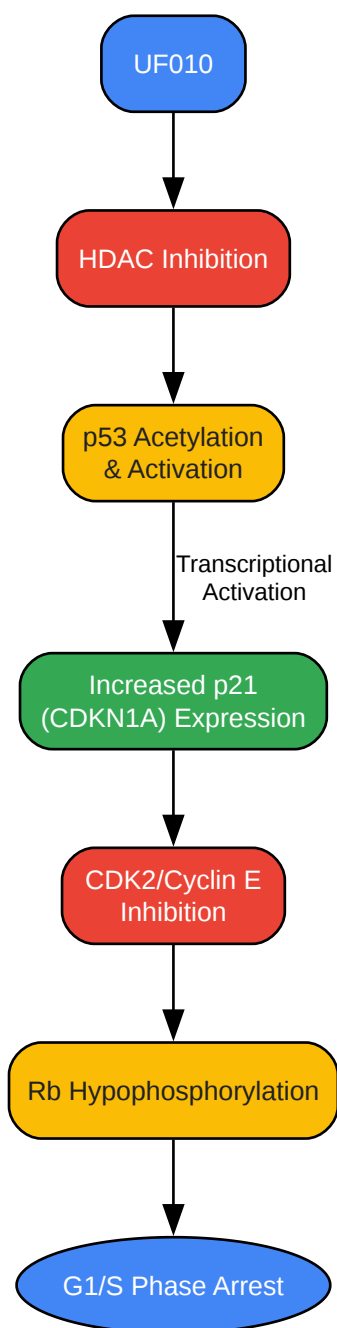 UF010
HDAC Inhibition
p53 Acetylation
& Activation
Transcriptional
Activation
Increased p21
(CDKN1A) Expression
CDK2/Cyclin E
Inhibition
Rb Hypophosphorylation
G1/S Phase Arrest